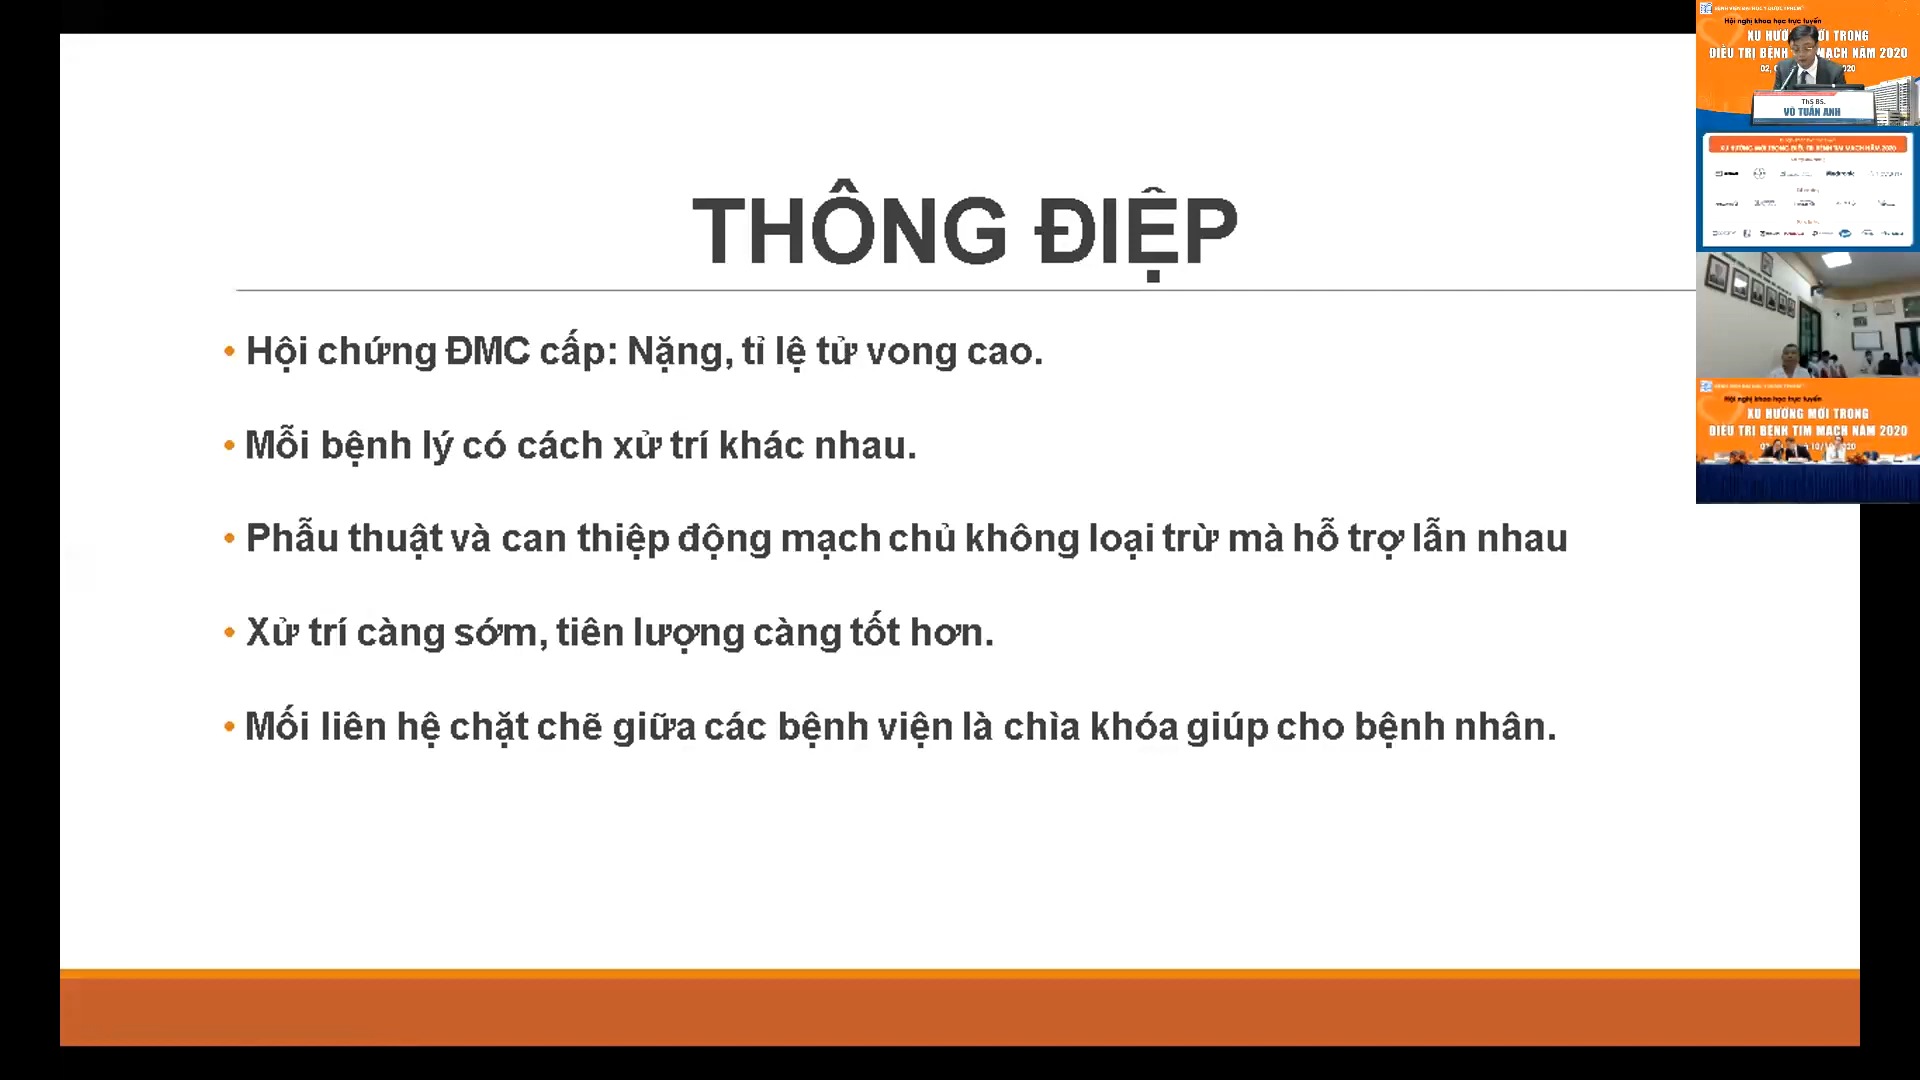 THÔNG ĐIỆP
• Hội chứng ĐMC cấp: Nặng, tỉ lệ tử vong cao.
• Mỗi bệnh lý có cách xử trí khác nhau.
• Phẫu thuật và can thiệp động mạch chủ không loại trừ mà hỗ trợ lẫn nhau
• Xử trí càng sớm, tiên lượng càng tốt hơn.
• Mối liên hệ chặt chẽ giữa các bệnh viện là chìa khóa giúp cho bệnh nhân.
Hội nghị khoa học trực tuyến
XU HƯỚNG MỚI TRONG
ĐIỀU TRỊ BỆNH MẠCH NĂM 2020
ThS BS.
VÕ TUẤN ANH
XU HƯỚNG MỚI TRONG ĐIỀU TRỊ BỆNH TIM MẠCH NĂM 2020
Medtronic
Hội nghị khoa học trực tuyến
XU HƯỚNG MỚI TRONG
ĐIỀU TRỊ BỆNH TIM MẠCH NĂM 2020